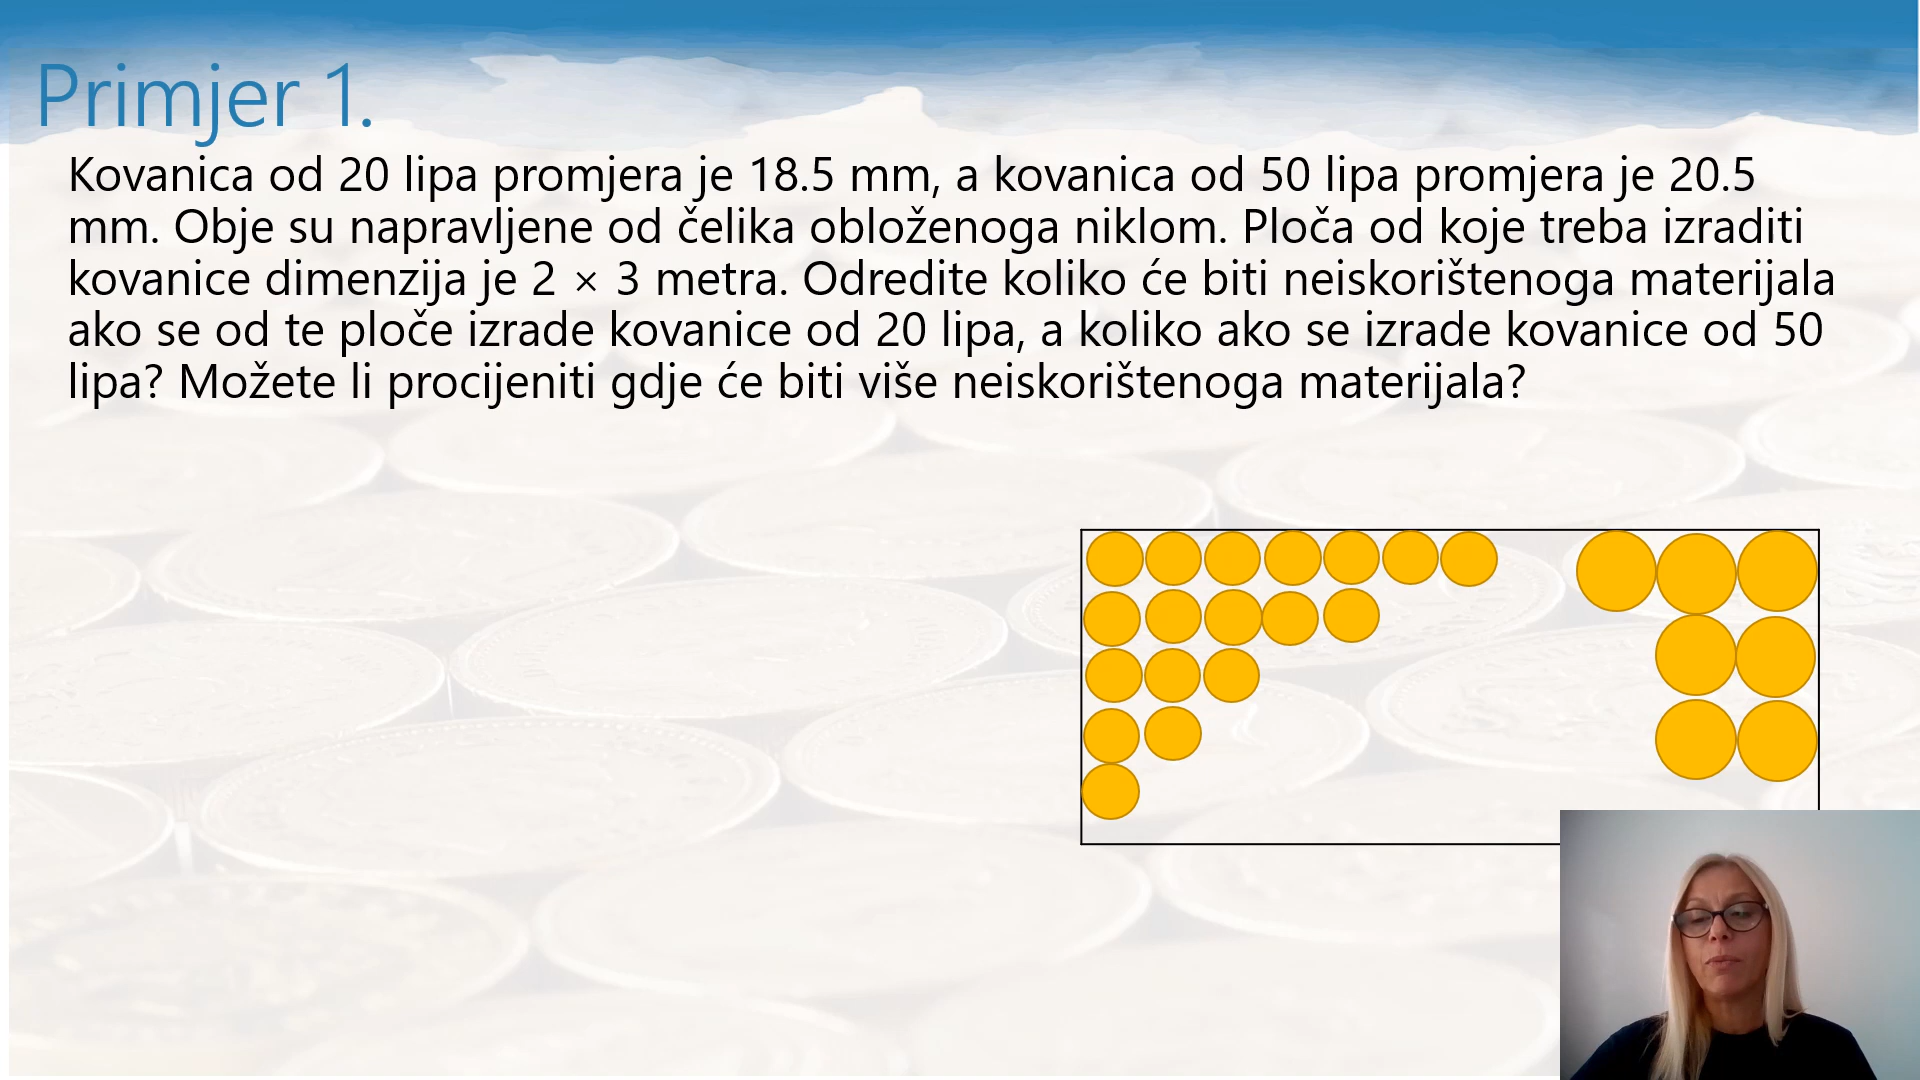 Primjer 1.
Kovanica od 20 lipa promjera je 18.5 mm, a kovanica od 50 lipa promjera je 20.5
mm. Obje su napravljene od čelika obloženoga niklom. Ploča od koje treba izraditi
kovanice dimenzija je 2 × 3 metra. Odredite koliko će biti neiskorištenoga materijala
ako se od te ploče izrade kovanice od 20 lipa, a koliko ako se izrade kovanice od 50
lipa? Možete li procijeniti gdje će biti više neiskorištenoga materijala?